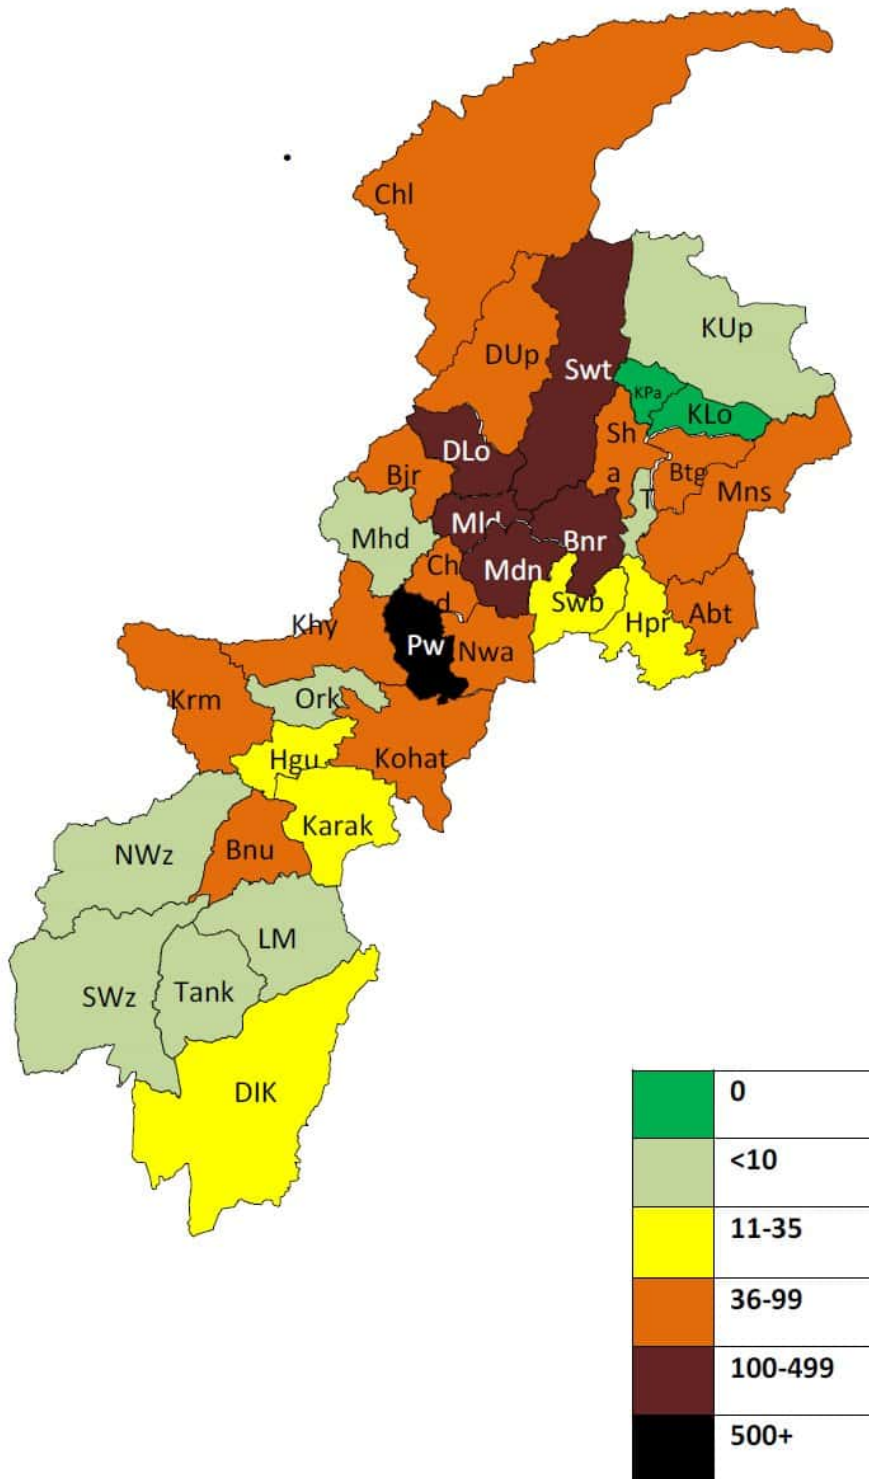 Chl
KUp
DUp
Swt
KPa
KLo
Sh
a
DLo
Bjr
T
Btg
Mns
Mhd
Mld
Bnr
Ch
d
Mdn
Swb
Hpr
Abt
Khy
Pw
Nwa
Krm
Ork
Hgu
Kohat
Karak
NWz
Bnu
LM
SWz
Tank
DIK
0
<10
11-35
36-99
100-499
500+